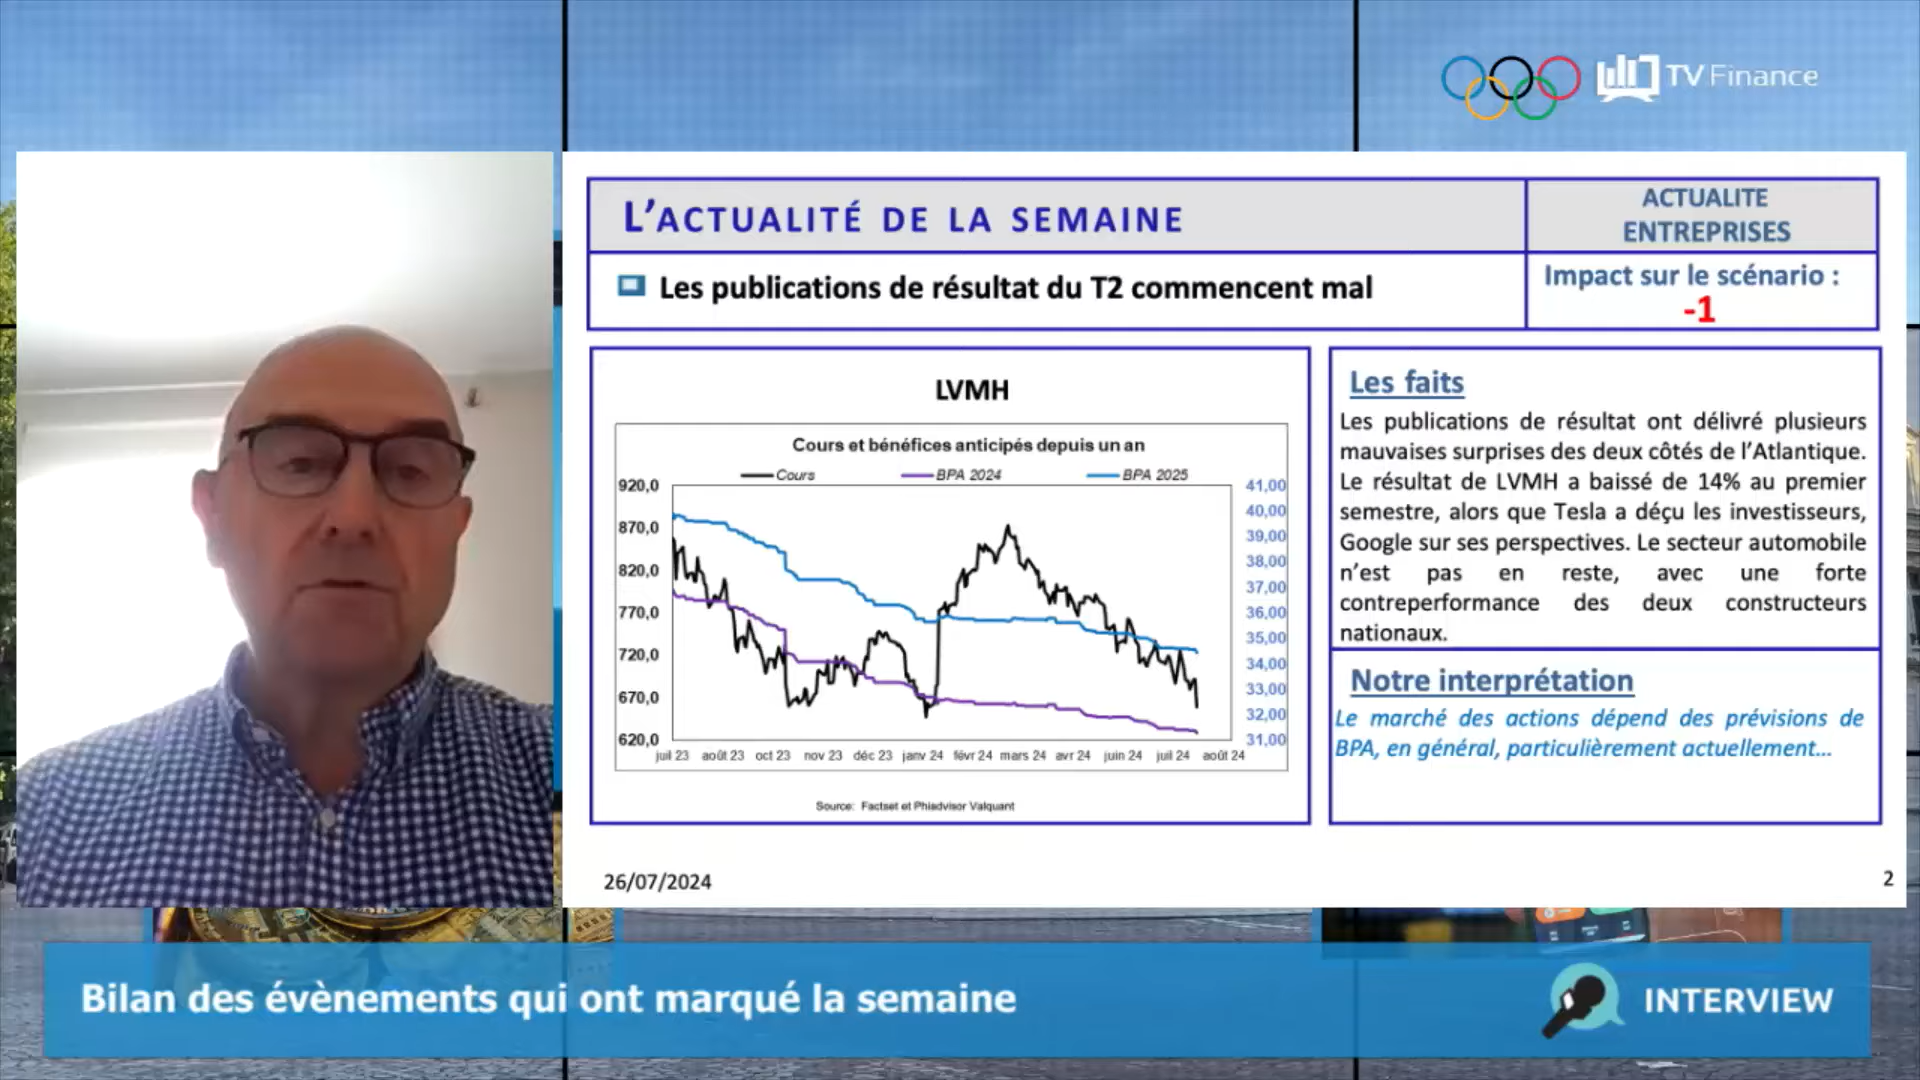 TV Finance
L'ACTUALITÉ DE LA SEMAINE
ACTUALITE
ENTREPRISES
Les publications de résultat du T2 commencent mal
Impact sur le scénario :
-1
LVMH
Cours et bénéfices anticipés depuis un an
Cours BPA 2024 BPA 2025
920,0
870,0
820,0
770,0
720,0
670,0
620,0
41,00
40,00
39,00
38,00
37,00
36,00
35,00
34,00
33,00
32,00
31,00
juil 23 août 23 oct 23 nov 23 déc 23 janv 24 févr 24 mars 24 avr 24 juin 24 juil 24 août 24
Source: Factset et Phiadvisor Valquant
Les faits
Les publications de résultat ont délivré plusieurs
mauvaises surprises des deux côtés de l'Atlantique.
Le résultat de LVMH a baissé de 14% au premier
semestre, alors que Tesla a déçu les investisseurs,
Google sur ses perspectives. Le secteur automobile
n'est pas en reste, avec une forte
contreperformance des deux constructeurs
nationaux.
Notre interprétation
Le marché des actions dépend des prévisions de
BPA, en général, particulièrement actuellement...
26/07/2024
2
Bilan des évènements qui ont marqué la semaine
INTERVIEW